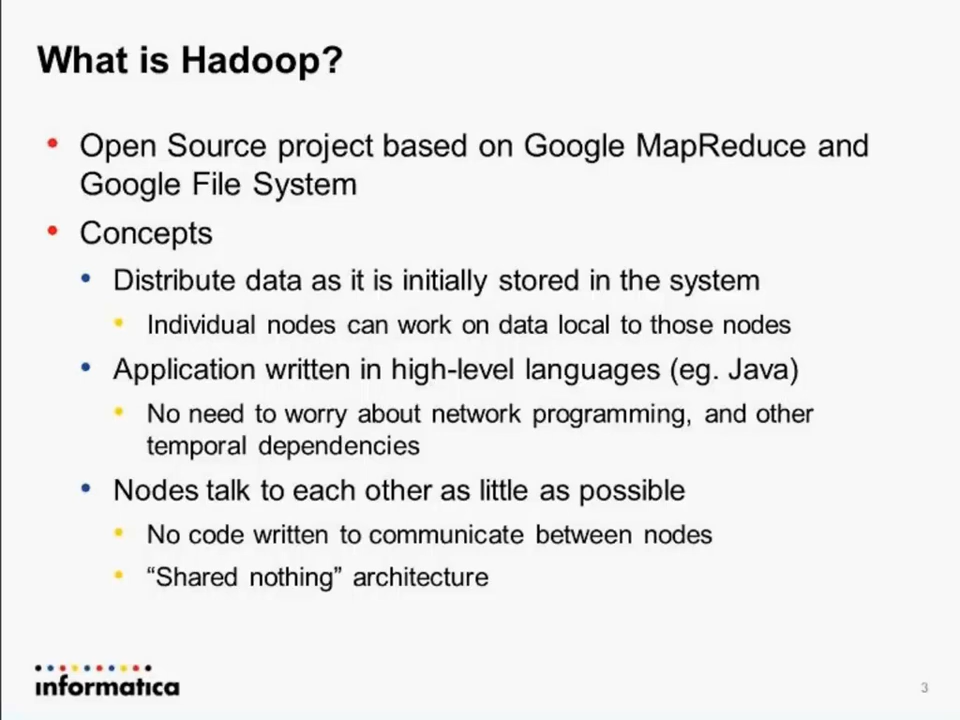 What is Hadoop?
• Open Source project based on Google MapReduce and
Google File System
• Concepts
• Distribute data as it is initially stored in the system
• Individual nodes can work on data local to those nodes
• Application written in high-level languages (eg. Java)
• No need to worry about network programming, and other
temporal dependencies
• Nodes talk to each other as little as possible
• No code written to communicate between nodes
• “Shared nothing” architecture
informatica
3